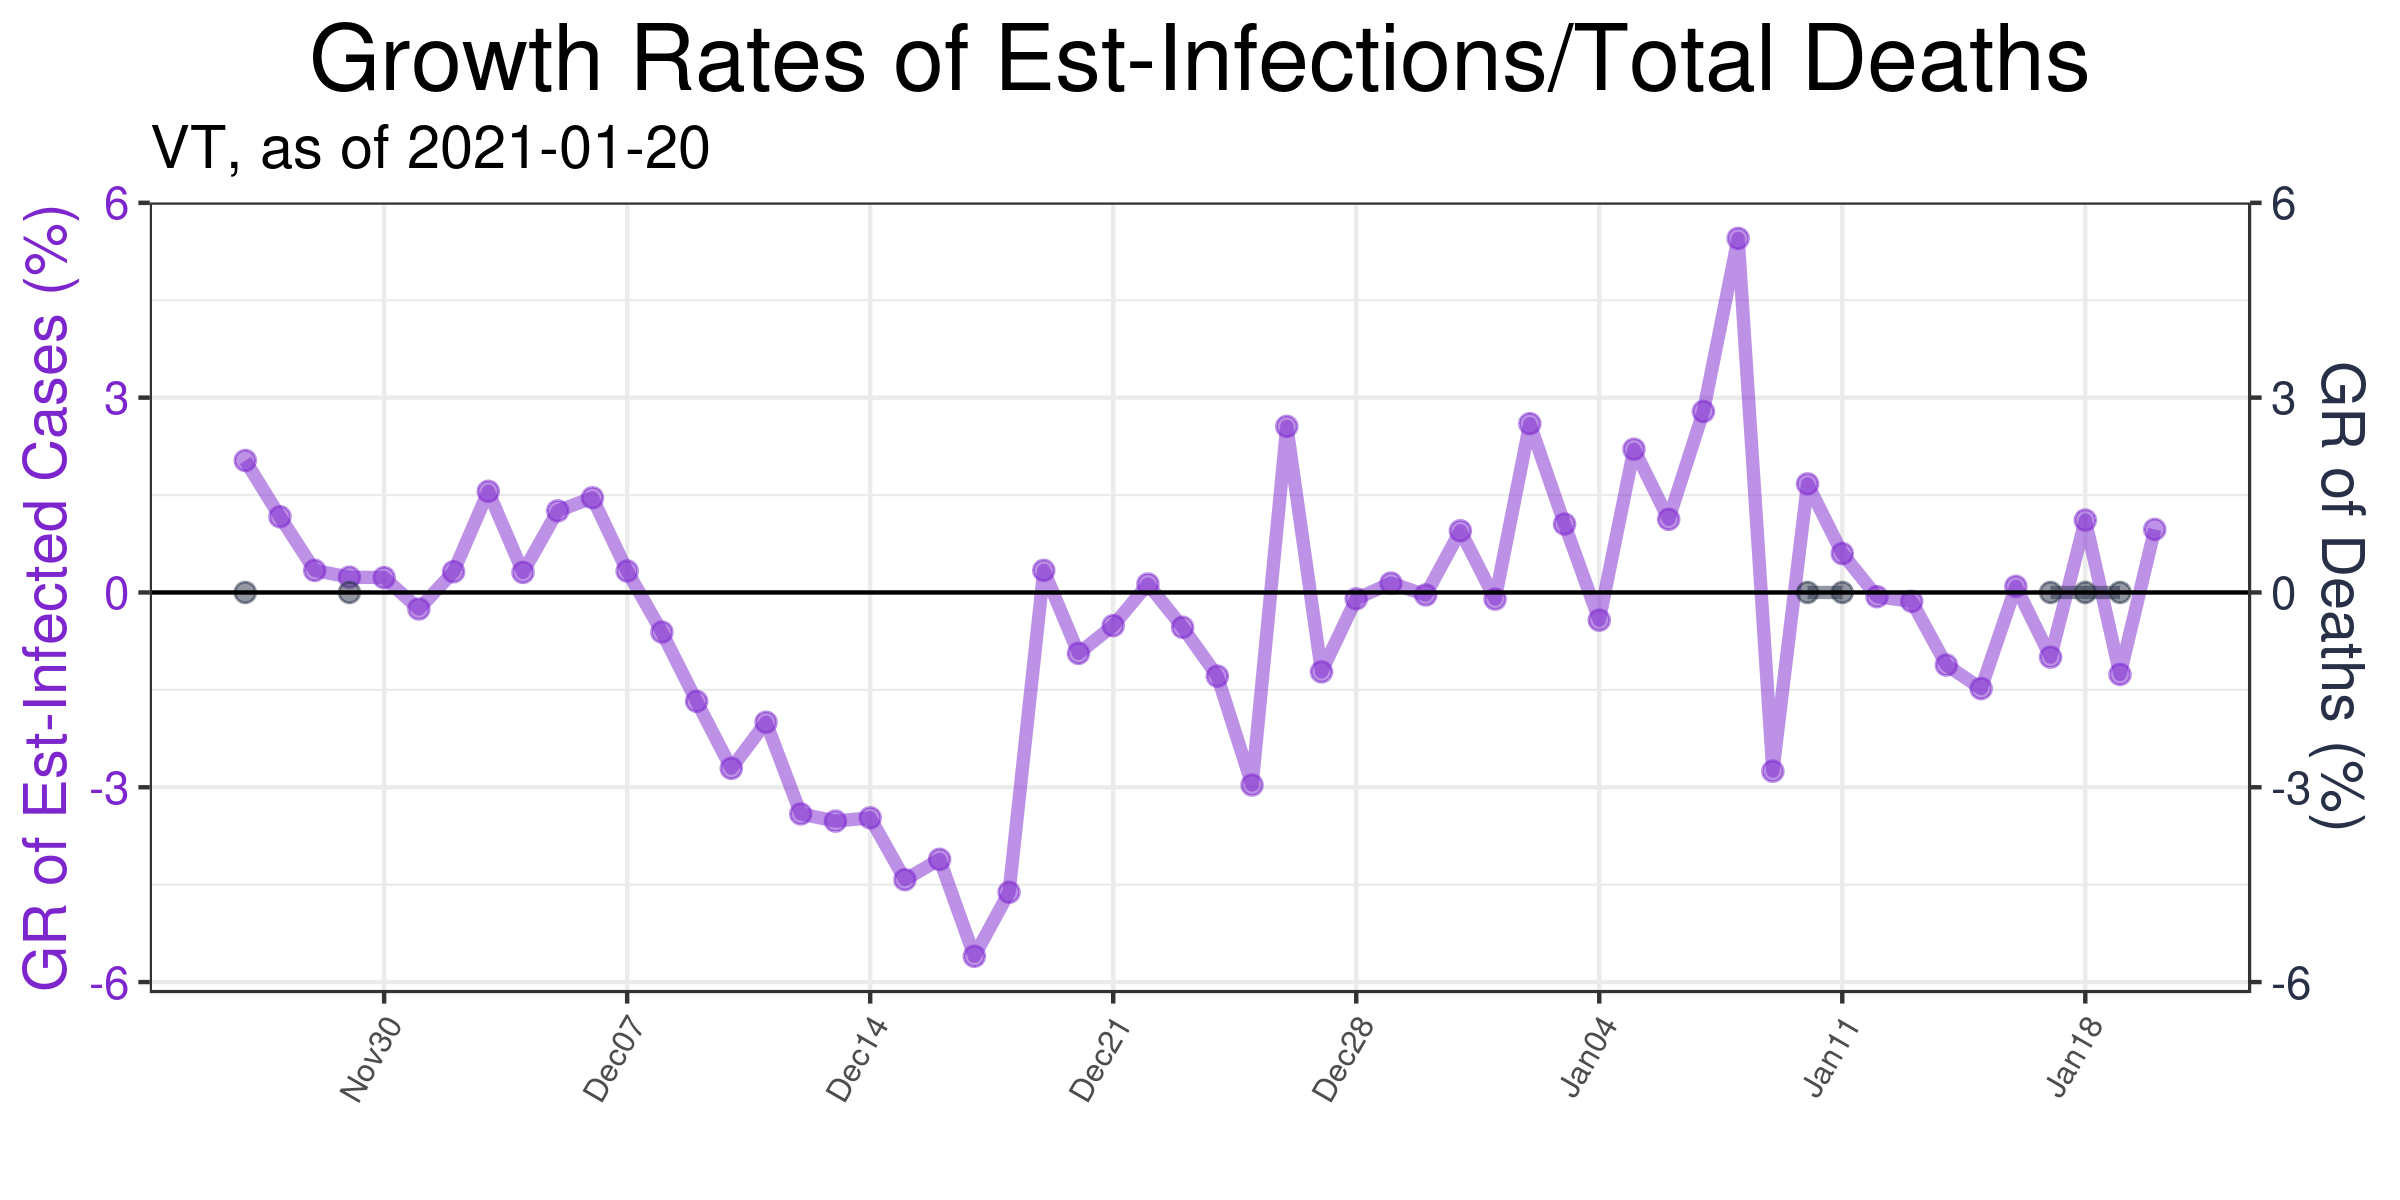 Growth Rates of Est-Infections/Total Deaths
VT, as of 2021-01-20
GR of Est-Infected Cases (%)
6
3
0
-3
-6
6
3
0
-3
-6
GR of Deaths (%)
Nov30
Dec07
Dec14
Dec21
Dec28
Jan04
Jan11
Jan18